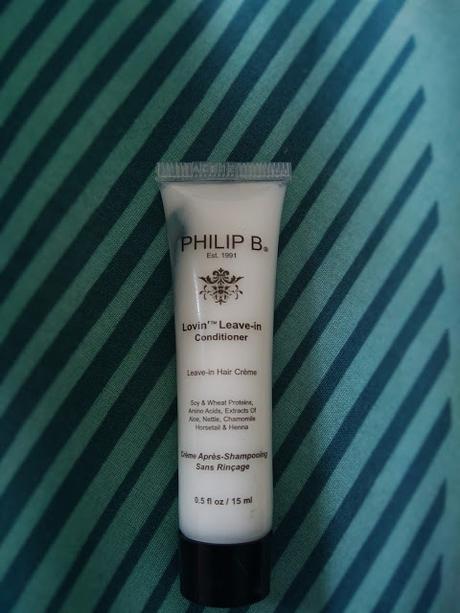 PHILIP B®
Est. 1991
Lovin'™ Leave-in
Conditioner
Leave-in Hair Crème
Soy & Wheat Proteins,
Amino Acids, Extracts Of
Aloe, Nettle, Chamomile
Horsetail & Henna
Crème Après-Shampooing
Sans Rinçage
0.5 fl oz / 15 ml